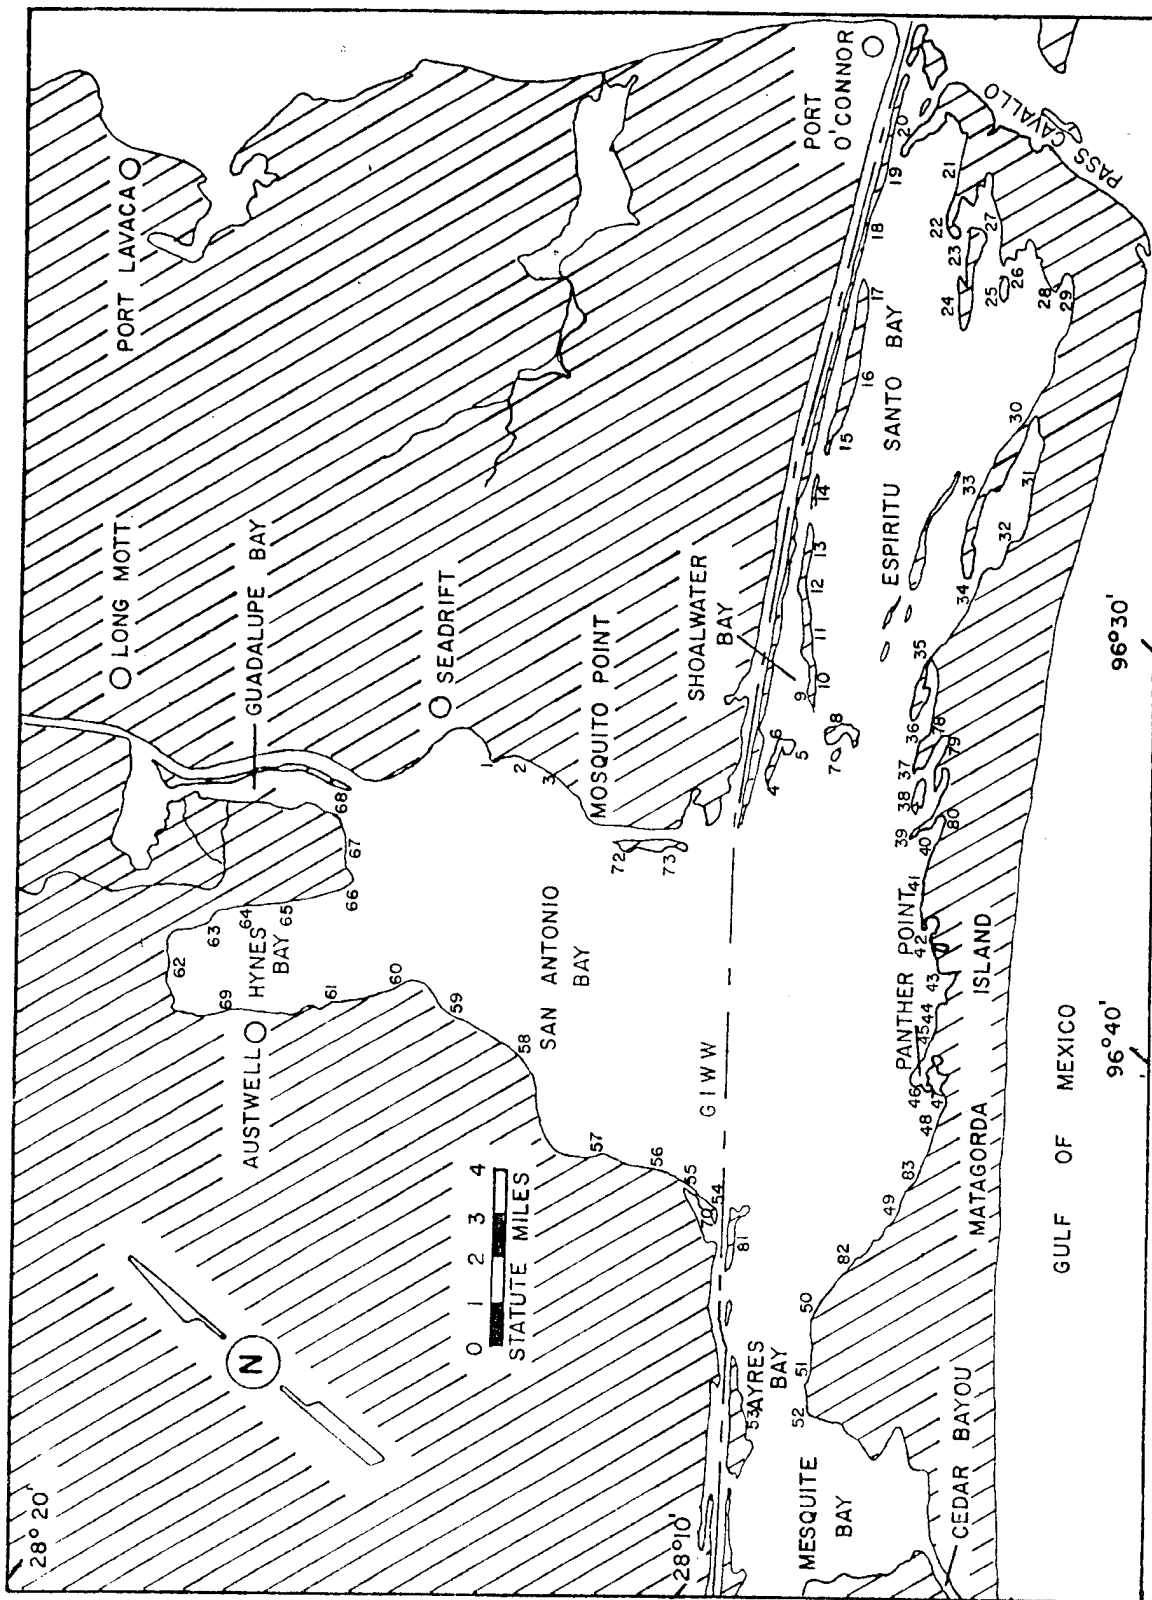 28° 20'
28° 10'
96° 30'
96° 40'
N
0 1 2 3 4
STATUTE MILES
PORT LAVACA
LONG MOTT.
GUADALUPE BAY
AUSTWELL
HYNES
BAY
SEADRIFT
MOSQUITO POINT
SHOALWATER
BAY
PORT
O'CONNOR
PASS CAVALLO
SAN ANTONIO
BAY
GIWW
ESPIRITU SANTO BAY
PANTHER POINT
MATAGORDA ISLAND
GULF OF MEXICO
AYRES
BAY
MESQUITE
BAY
CEDAR BAYOU
1
2
3
4
5
6
7
8
9
10
11
12
13
14
15
16
17
18
19
20
21
22
23
24
25
26
27
28
29
30
31
32
33
34
35
36
37
38
39
40
41
42
43
44
45
46
47
48
49
50
51
52
53
54
55
56
57
58
59
60
61
62
63
64
65
66
67
68
69
70
72
73
78
79
80
81
82
83